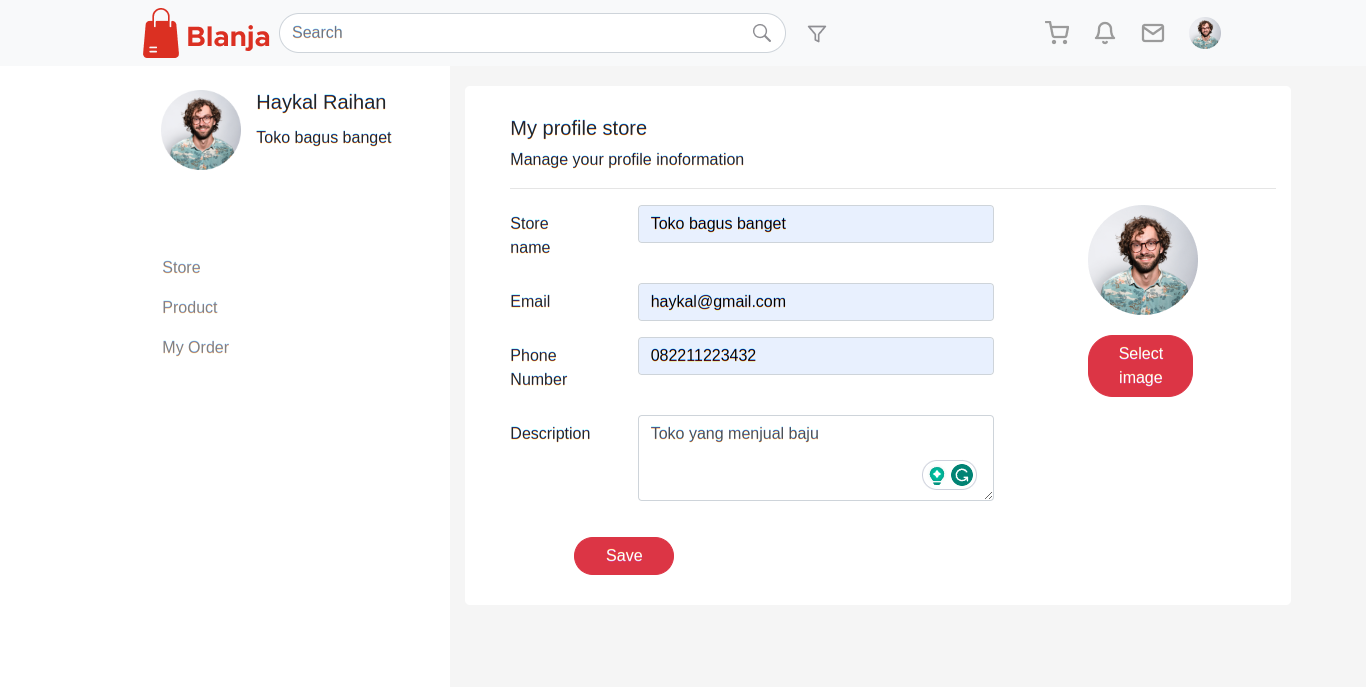 Blanja
Search
Haykal Raihan
Toko bagus banget
Store
Product
My Order
My profile store
Manage your profile inoformation
Store
name
Toko bagus banget
Email
haykal@gmail.com
Phone
Number
082211223432
Description
Toko yang menjual baju
Select
image
Save